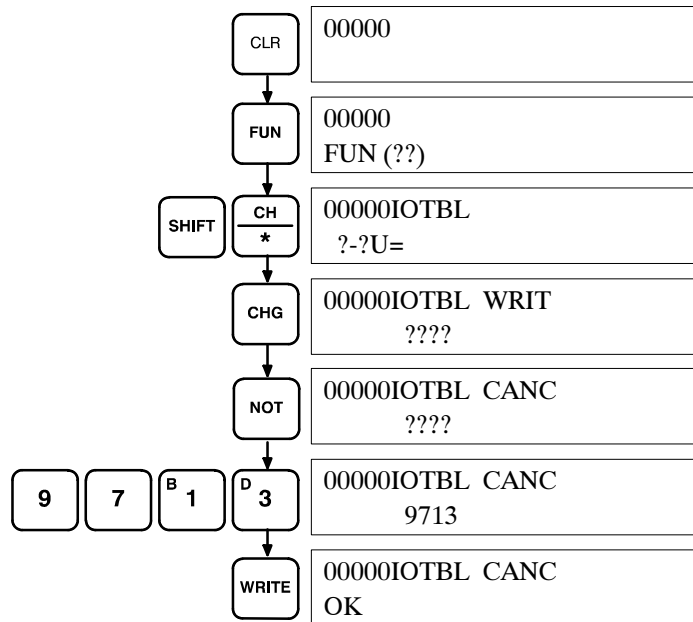 CLR
00000
FUN
00000
FUN (??)
SHIFT
CH
*
00000IOTBL
?-?U=
CHG
00000IOTBL WRIT
????
NOT
00000IOTBL CANC
????
9 7 B 1 D 3
00000IOTBL CANC
9713
WRITE
00000IOTBL CANC
OK